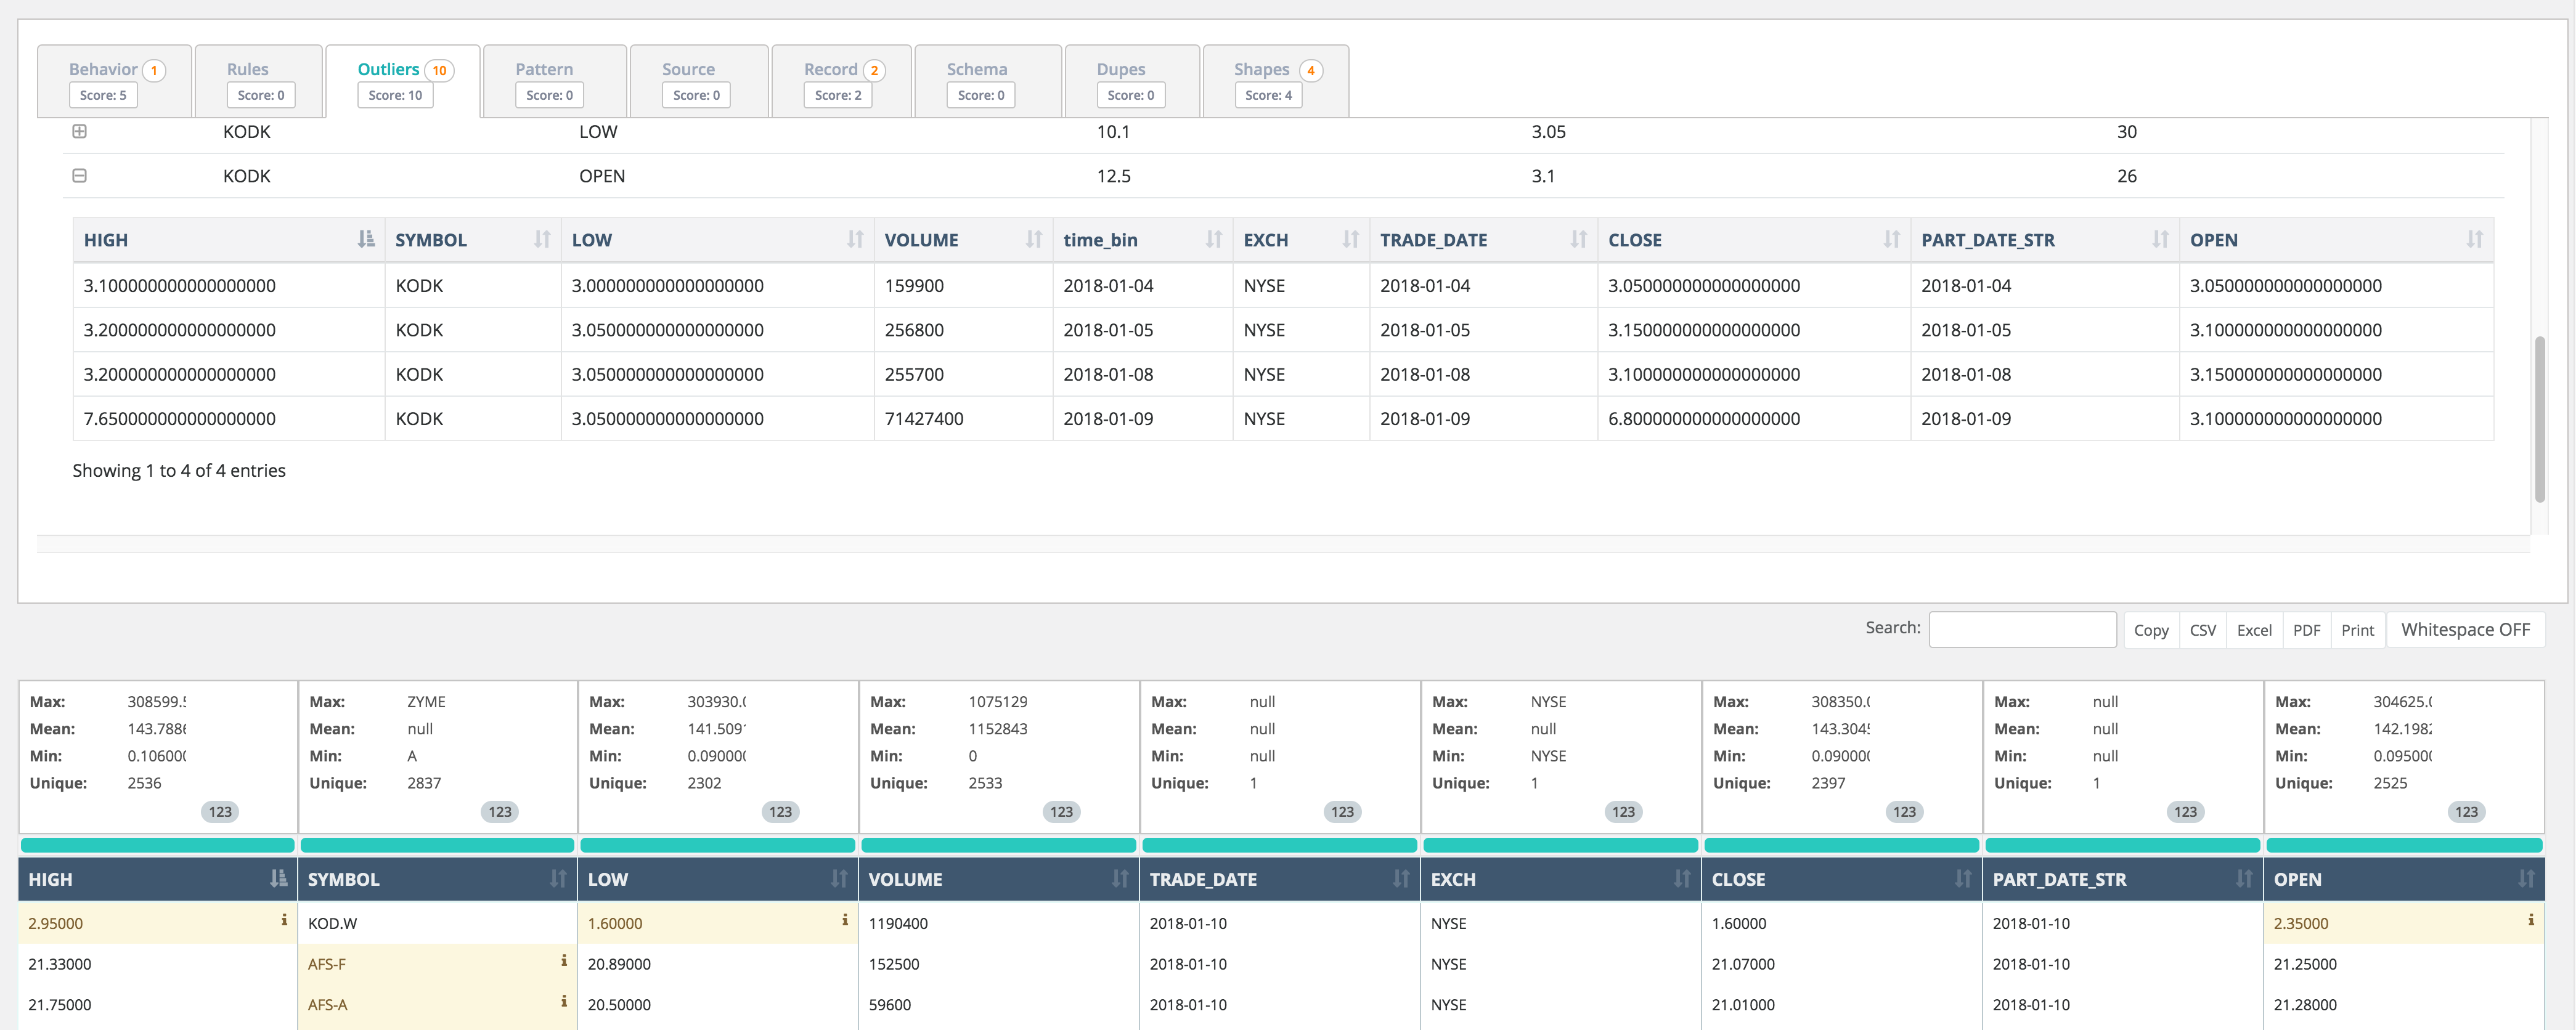 Behavior 1 Rules Outliers 10 Pattern Source Record 2 Schema Dupes Shapes 4
Score: 5 Score: 0 Score: 10 Score: 0 Score: 0 Score: 2 Score: 0 Score: 0 Score: 4
KODK LOW 10.1 3.05 30
KODK OPEN 12.5 3.1 26
HIGH SYMBOL LOW VOLUME time_bin EXCH TRADE_DATE CLOSE PART_DATE_STR OPEN
3.100000000000000000 KODK 3.000000000000000000 159900 2018-01-04 NYSE 2018-01-04 3.050000000000000000 2018-01-04 3.050000000000000000
3.200000000000000000 KODK 3.050000000000000000 256800 2018-01-05 NYSE 2018-01-05 3.150000000000000000 2018-01-05 3.100000000000000000
3.200000000000000000 KODK 3.050000000000000000 255700 2018-01-08 NYSE 2018-01-08 3.100000000000000000 2018-01-08 3.150000000000000000
7.650000000000000000 KODK 3.050000000000000000 71427400 2018-01-09 NYSE 2018-01-09 6.800000000000000000 2018-01-09 3.100000000000000000
Showing 1 to 4 of 4 entries
Search: Copy CSV Excel PDF Print Whitespace OFF
Max: 308599.5 Max: ZYME Max: 303930.0 Max: 1075129 Max: null Max: NYSE Max: 308350.0 Max: null Max: 304625.0
Mean: 143.7886 Mean: null Mean: 141.509 Mean: 1152843 Mean: null Mean: null Mean: 143.304 Mean: null Mean: 142.198
Min: 0.10600 Min: A Min: 0.09000 Min: 0 Min: null Min: NYSE Min: 0.09000 Min: null Min: 0.09500
Unique: 2536 Unique: 2837 Unique: 2302 Unique: 2533 Unique: 1 Unique: 1 Unique: 2397 Unique: 1 Unique: 2525
123 123 123 123 123 123 123 123 123
HIGH SYMBOL LOW VOLUME TRADE_DATE EXCH CLOSE PART_DATE_STR OPEN
2.95000 KOD.W 1.60000 1190400 2018-01-10 NYSE 1.60000 2018-01-10 2.35000
21.33000 AFS-F 20.89000 152500 2018-01-10 NYSE 21.07000 2018-01-10 21.25000
21.75000 AFS-A 20.50000 59600 2018-01-10 NYSE 21.01000 2018-01-10 21.28000